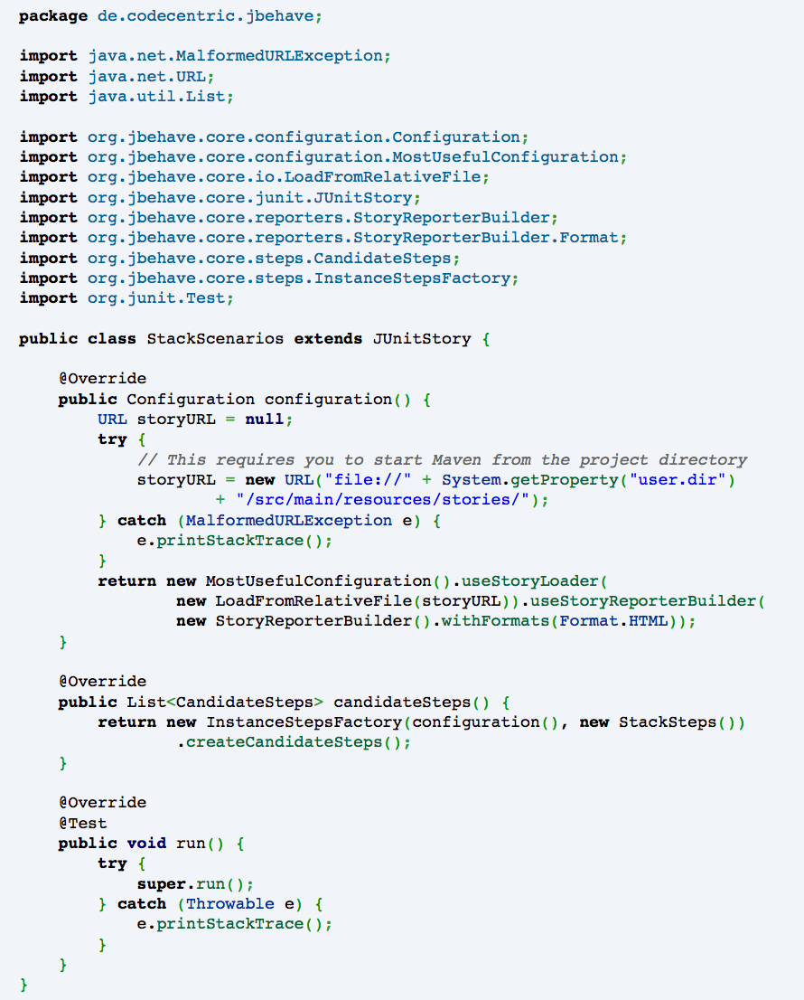 package de.codecentric.jbehave;

import java.net.MalformedURLException;
import java.net.URL;
import java.util.List;

import org.jbehave.core.configuration.Configuration;
import org.jbehave.core.configuration.MostUsefulConfiguration;
import org.jbehave.core.io.LoadFromRelativeFile;
import org.jbehave.core.junit.JUnitStory;
import org.jbehave.core.reporters.StoryReporterBuilder;
import org.jbehave.core.reporters.StoryReporterBuilder.Format;
import org.jbehave.core.steps.CandidateSteps;
import org.jbehave.core.steps.InstanceStepsFactory;
import org.junit.Test;

public class StackScenarios extends JUnitStory {

    @Override
    public Configuration configuration() {
        URL storyURL = null;
        try {
            // This requires you to start Maven from the project directory
            storyURL = new URL("file://" + System.getProperty("user.dir")
                    + "/src/main/resources/stories/");
        } catch (MalformedURLException e) {
            e.printStackTrace();
        }
        return new MostUsefulConfiguration().useStoryLoader(
                new LoadFromRelativeFile(storyURL)).useStoryReporterBuilder(
                new StoryReporterBuilder().withFormats(Format.HTML));
    }

    @Override
    public List<CandidateSteps> candidateSteps() {
        return new InstanceStepsFactory(configuration(), new StackSteps())
                .createCandidateSteps();
    }

    @Override
    @Test
    public void run() {
        try {
            super.run();
        } catch (Throwable e) {
            e.printStackTrace();
        }
    }
}